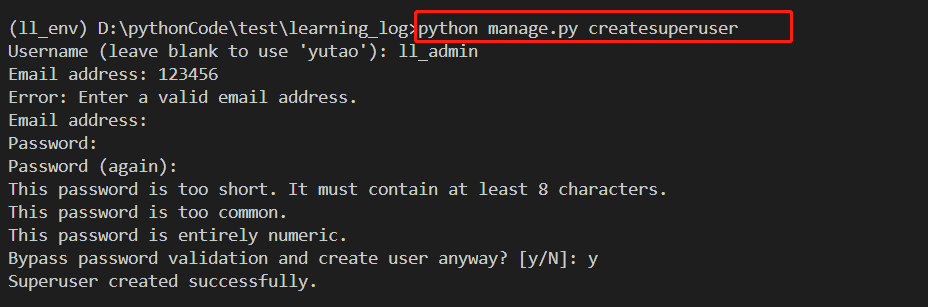 (ll_env) D:\pythonCode\test\learning_log>python manage.py createsuperuser
Username (leave blank to use 'yutao'): ll_admin
Email address: 123456
Error: Enter a valid email address.
Email address:
Password:
Password (again):
This password is too short. It must contain at least 8 characters.
This password is too common.
This password is entirely numeric.
Bypass password validation and create user anyway? [y/N]: y
Superuser created successfully.